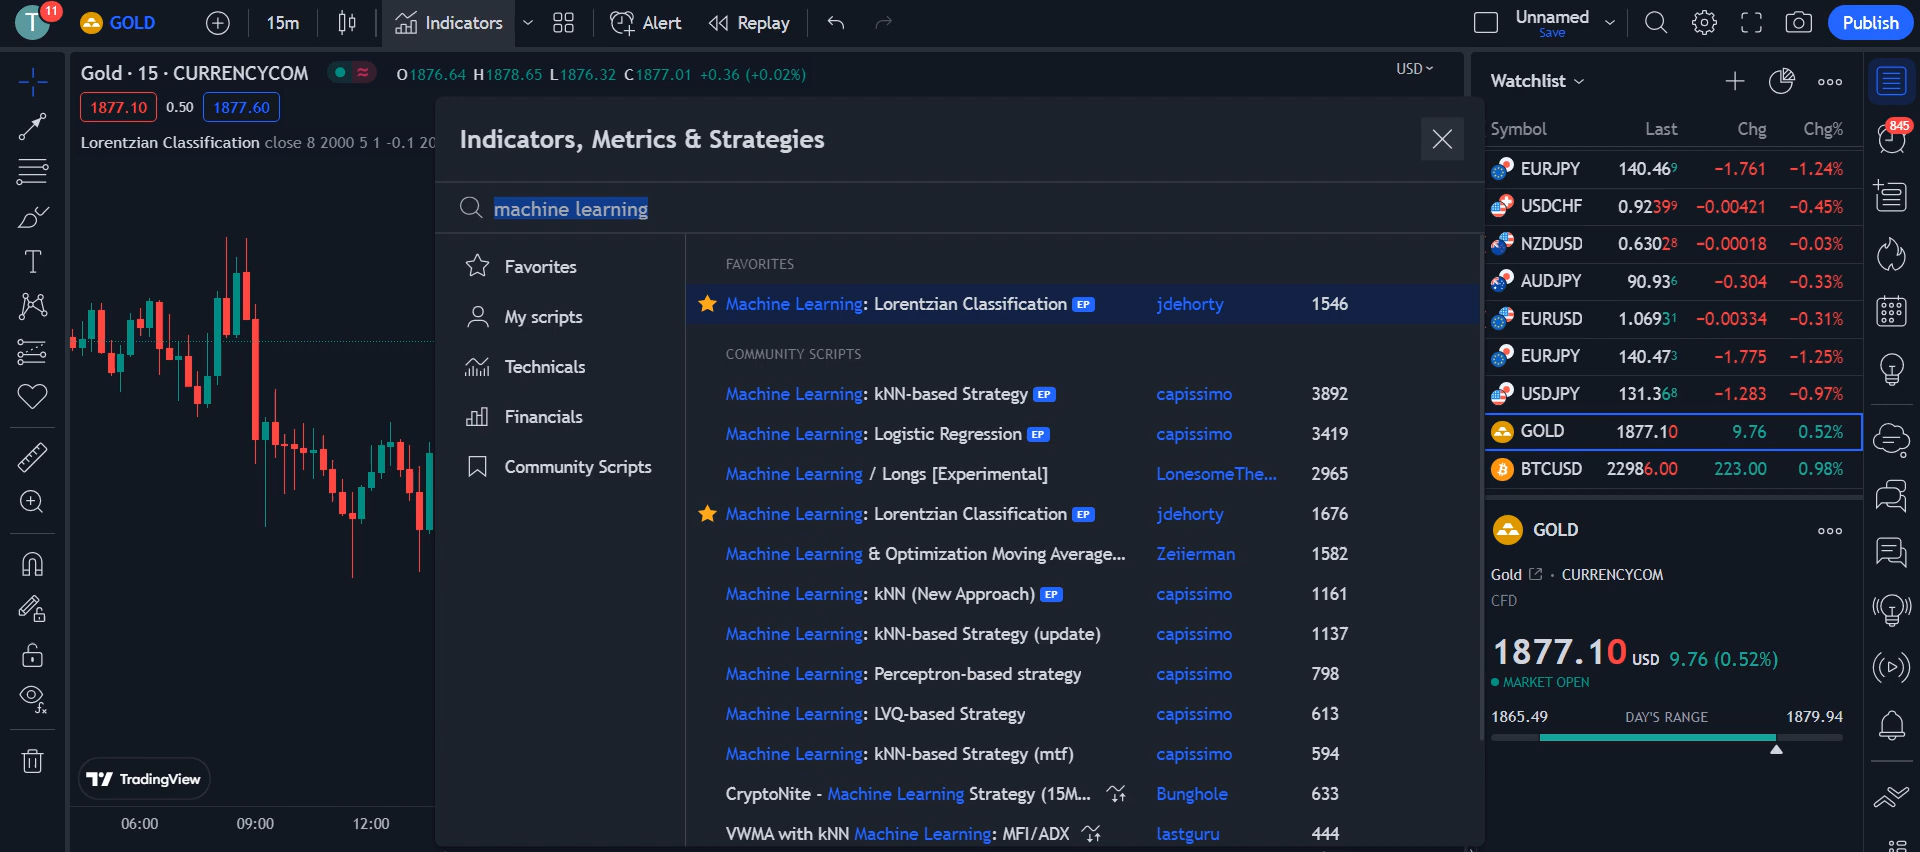 T 11 GOLD 15m Indicators Alert Replay Unnamed Save Publish
Gold · 15 · CURRENCYCOM O1876.64 H1878.65 L1876.32 C1877.01 +0.36 (+0.02%) USD
1877.10 0.50 1877.60
Lorentzian Classification close 8 2000 5 1 -0.1 20
Indicators, Metrics & Strategies
machine learning
Favorites
My scripts
Technicals
Financials
Community Scripts
FAVORITES
Machine Learning: Lorentzian Classification EP jdehorty 1546
COMMUNITY SCRIPTS
Machine Learning: kNN-based Strategy EP capissimo 3892
Machine Learning: Logistic Regression EP capissimo 3419
Machine Learning / Longs [Experimental] LonesomeThe... 2965
Machine Learning: Lorentzian Classification EP jdehorty 1676
Machine Learning & Optimization Moving Average... Zeiierman 1582
Machine Learning: kNN (New Approach) EP capissimo 1161
Machine Learning: kNN-based Strategy (update) capissimo 1137
Machine Learning: Perceptron-based strategy capissimo 798
Machine Learning: LVQ-based Strategy capissimo 613
Machine Learning: kNN-based Strategy (mtf) capissimo 594
CryptoNite - Machine Learning Strategy (15M... Bunghole 633
VWMA with kNN Machine Learning: MFI/ADX lastguru 444
TradingView
06:00 09:00 12:00
Watchlist
Symbol Last Chg Chg%
EURJPY 140.469 −1.761 −1.24%
USDCHF 0.92399 −0.00421 −0.45%
NZDUSD 0.63028 −0.00018 −0.03%
AUDJPY 90.936 −0.304 −0.33%
EURUSD 1.06931 −0.00334 −0.31%
EURJPY 140.473 −1.775 −1.25%
USDJPY 131.368 −1.283 −0.97%
GOLD 1877.10 9.76 0.52%
BTCUSD 22986.00 223.00 0.98%
GOLD
Gold · CURRENCYCOM
CFD
1877.10 USD 9.76 (0.52%)
MARKET OPEN
1865.49 DAY'S RANGE 1879.94
845